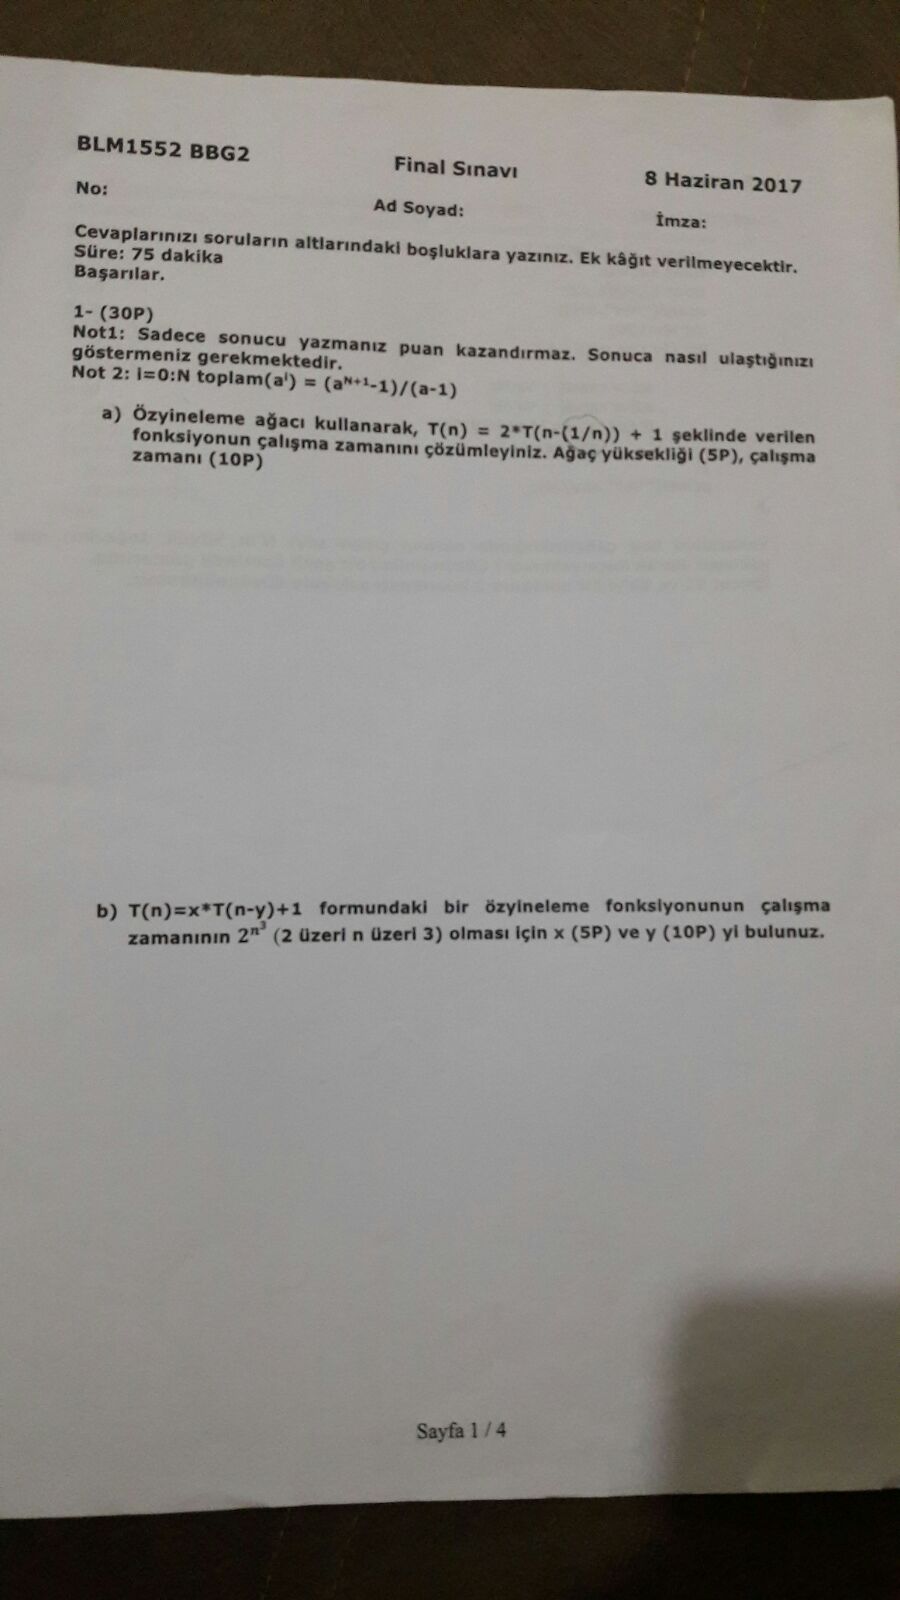 BLM1552 BBG2 Final Sınavı 8 Haziran 2017
No: Ad Soyad: İmza:
Cevaplarınızı soruların altlarındaki boşluklara yazınız. Ek kâğıt verilmeyecektir.
Süre: 75 dakika
Başarılar.
1- (30P)
Not1: Sadece sonucu yazmanız puan kazandırmaz. Sonuca nasıl ulaştığınızı
göstermeniz gerekmektedir.
Not 2: i=0:N toplam(aⁱ) = (aᴺ⁺¹-1)/(a-1)
a) Özyineleme ağacı kullanarak, T(n) = 2*T(n-(1/n)) + 1 şeklinde verilen
fonksiyonun çalışma zamanını çözümleyiniz. Ağaç yüksekliği (5P), çalışma
zamanı (10P)
b) T(n)=x*T(n-y)+1 formundaki bir özyineleme fonksiyonunun çalışma
zamanının 2^n^3 (2 üzeri n üzeri 3) olması için x (5P) ve y (10P) yi bulunuz.
Sayfa 1 / 4